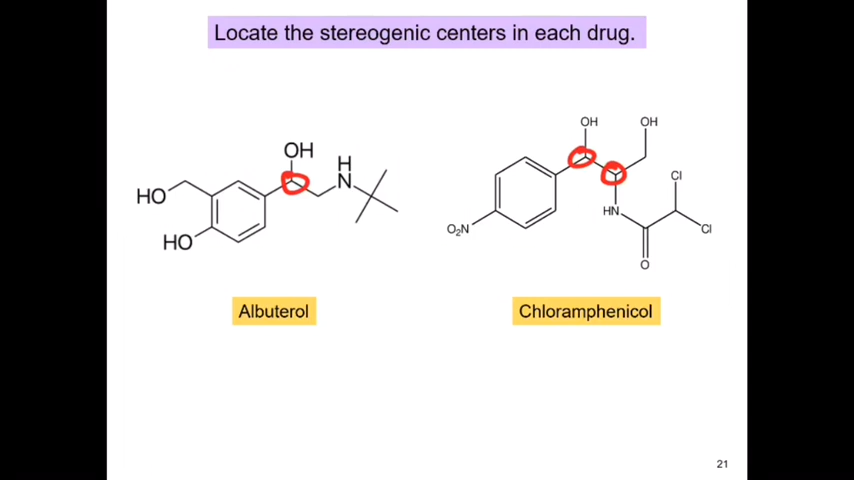 Locate the stereogenic centers in each drug.
OH
H
N
HO
HO
OH
OH
Cl
HN
Cl
O₂N
O
Albuterol
Chloramphenicol
21